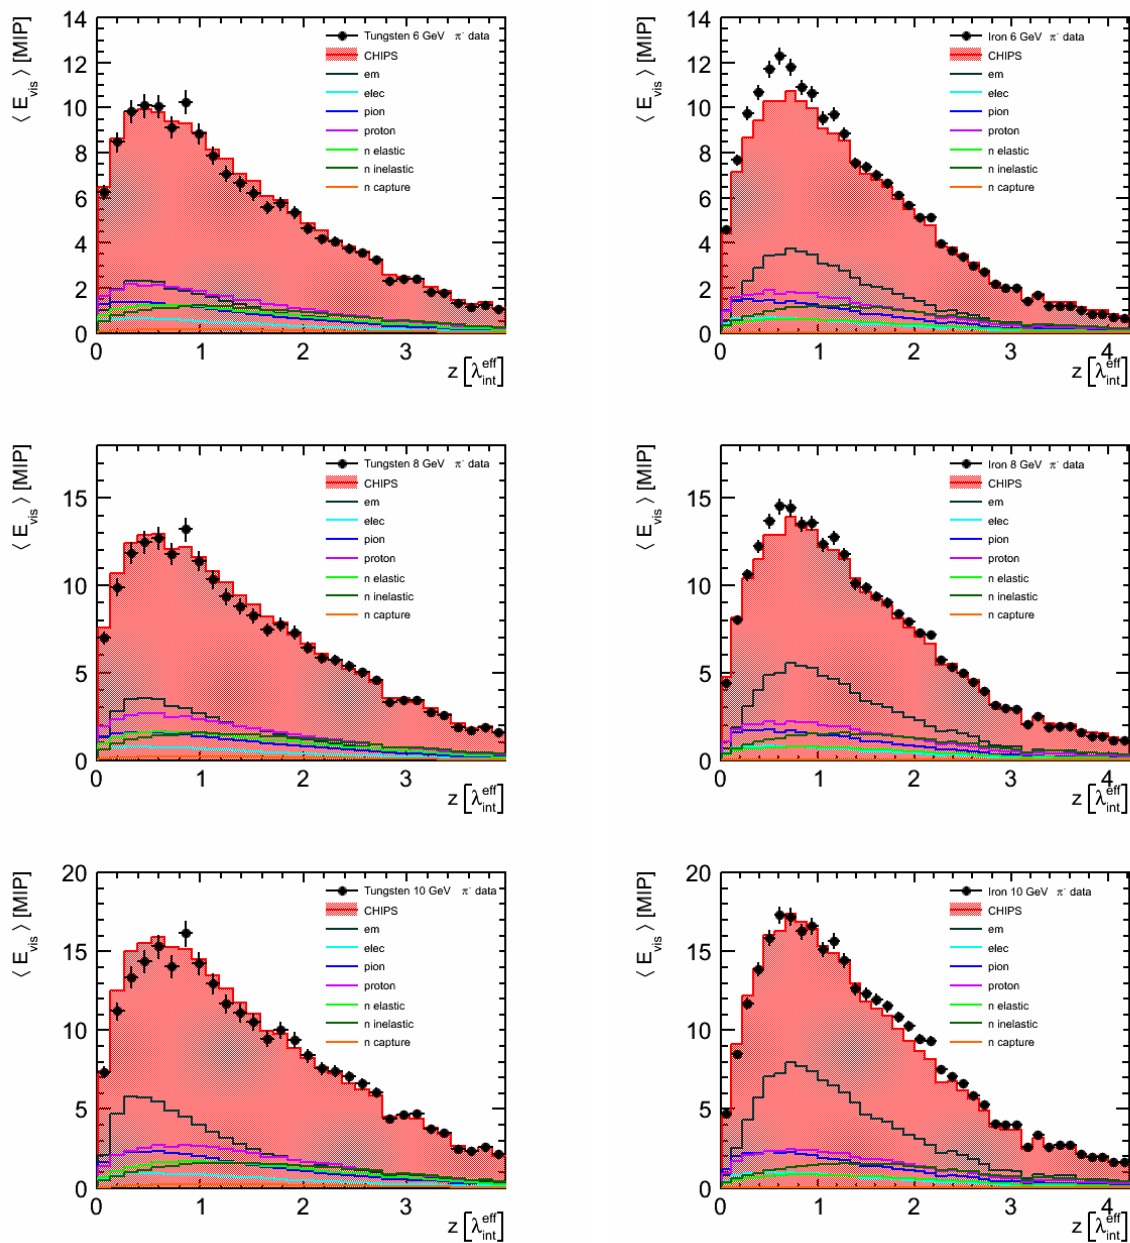 ⟨ E_vis ⟩ [MIP]
14
12
10
8
6
4
2
0
Tungsten 6 GeV π⁻ data
CHIPS
em
elec
pion
proton
n elastic
n inelastic
n capture
0 1 2 3
z [λ_int^eff]
⟨ E_vis ⟩ [MIP]
14
12
10
8
6
4
2
0
Iron 6 GeV π⁻ data
CHIPS
em
elec
pion
proton
n elastic
n inelastic
n capture
0 1 2 3 4
z [λ_int^eff]
⟨ E_vis ⟩ [MIP]
15
10
5
0
Tungsten 8 GeV π⁻ data
CHIPS
em
elec
pion
proton
n elastic
n inelastic
n capture
0 1 2 3
z [λ_int^eff]
⟨ E_vis ⟩ [MIP]
15
10
5
0
Iron 8 GeV π⁻ data
CHIPS
em
elec
pion
proton
n elastic
n inelastic
n capture
0 1 2 3 4
z [λ_int^eff]
⟨ E_vis ⟩ [MIP]
20
15
10
5
0
Tungsten 10 GeV π⁻ data
CHIPS
em
elec
pion
proton
n elastic
n inelastic
n capture
0 1 2 3
z [λ_int^eff]
⟨ E_vis ⟩ [MIP]
20
15
10
5
0
Iron 10 GeV π⁻ data
CHIPS
em
elec
pion
proton
n elastic
n inelastic
n capture
0 1 2 3 4
z [λ_int^eff]